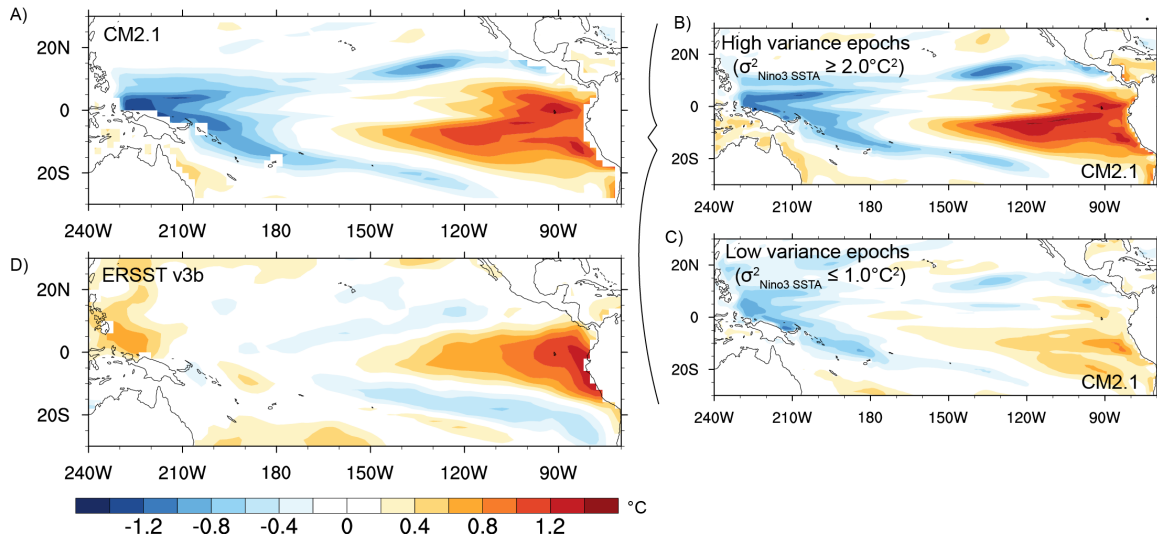 A)
CM2.1
20N
0
20S
240W 210W 180 150W 120W 90W
B)
High variance epochs
(σ²Nino3 SSTA ≥ 2.0°C²)
20N
0
20S
CM2.1
240W 210W 180 150W 120W 90W
C)
Low variance epochs
(σ²Nino3 SSTA ≤ 1.0°C²)
20N
0
20S
CM2.1
240W 210W 180 150W 120W 90W
D)
ERSST v3b
20N
0
20S
240W 210W 180 150W 120W 90W
°C
-1.2 -0.8 -0.4 0 0.4 0.8 1.2